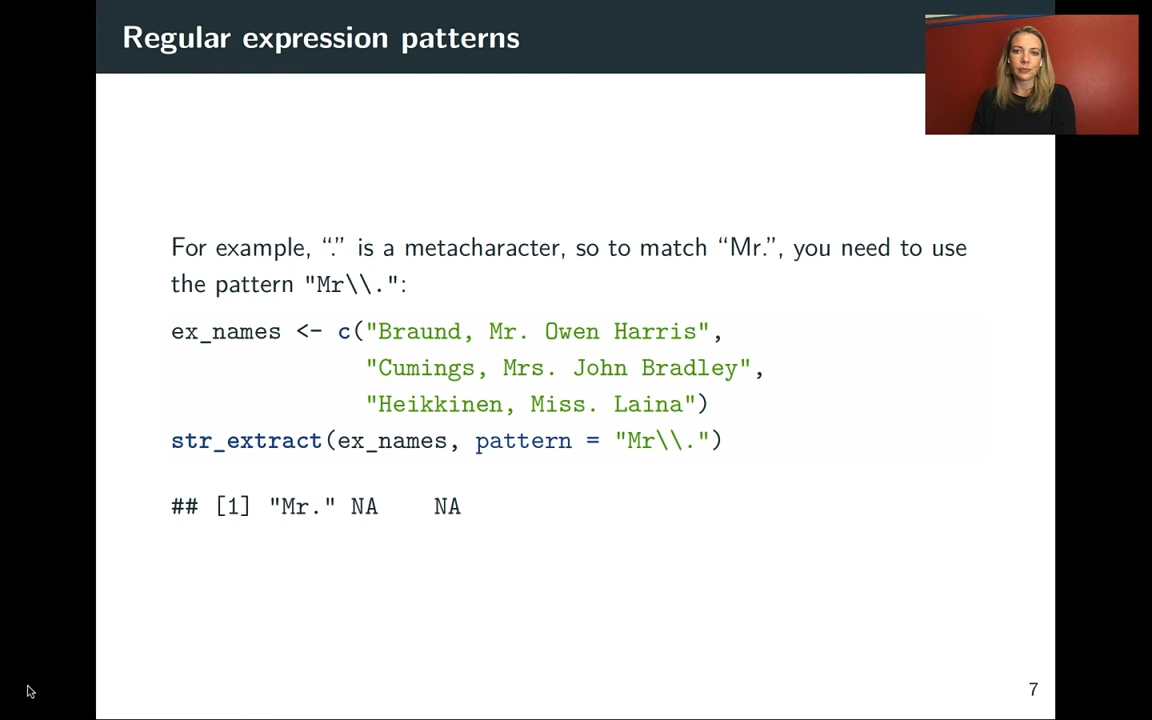 Regular expression patterns
For example, “.” is a metacharacter, so to match “Mr.”, you need to use
the pattern "Mr\\.":
ex_names <- c("Braund, Mr. Owen Harris",
"Cumings, Mrs. John Bradley",
"Heikkinen, Miss. Laina")
str_extract(ex_names, pattern = "Mr\\.")
## [1] "Mr." NA    NA
7